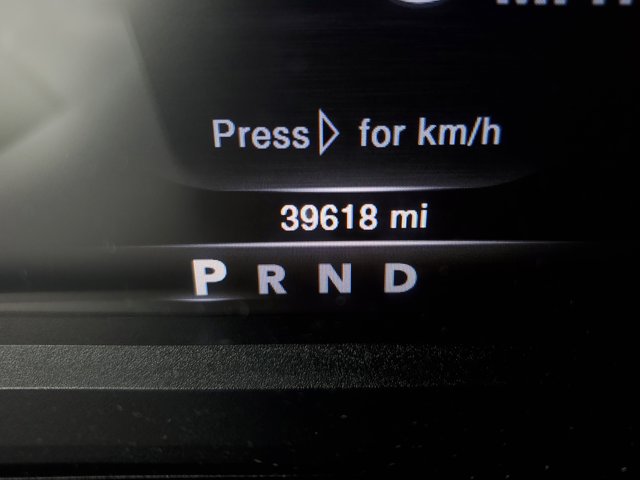 Press ▷ for km/h
39618 mi
P R N D